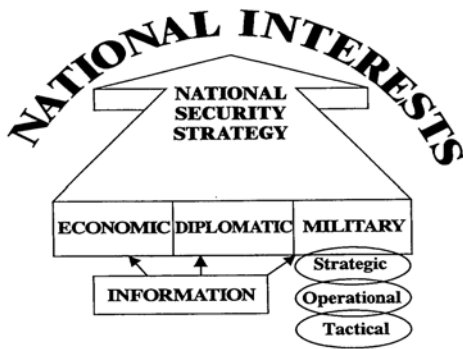 NATIONAL INTERESTS
NATIONAL
SECURITY
STRATEGY
ECONOMIC DIPLOMATIC MILITARY
Strategic
INFORMATION
Operational
Tactical